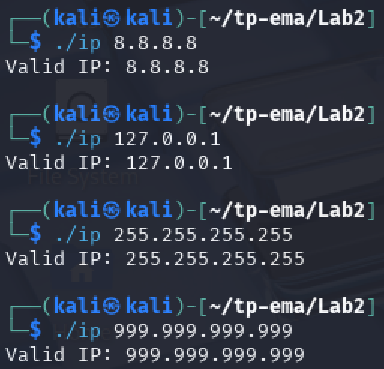 ┌──(kali㉿kali)-[~/tp-ema/Lab2]
└─$ ./ip 8.8.8.8
Valid IP: 8.8.8.8
┌──(kali㉿kali)-[~/tp-ema/Lab2]
└─$ ./ip 127.0.0.1
Valid IP: 127.0.0.1
File System
┌──(kali㉿kali)-[~/tp-ema/Lab2]
└─$ ./ip 255.255.255.255
Valid IP: 255.255.255.255
┌──(kali㉿kali)-[~/tp-ema/Lab2]
└─$ ./ip 999.999.999.999
Valid IP: 999.999.999.999